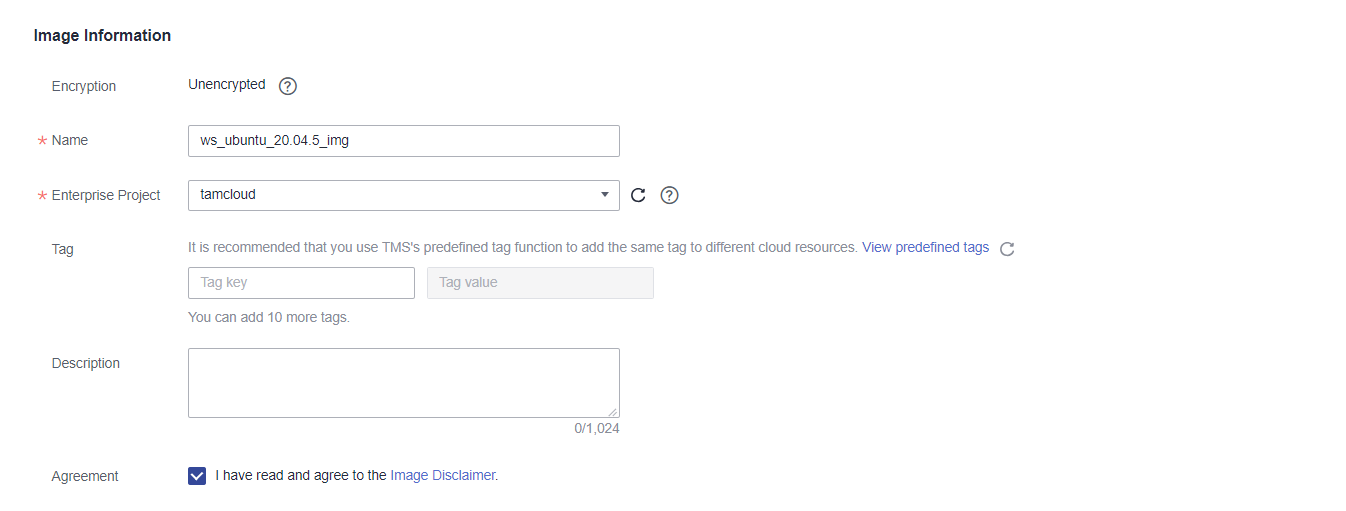 Image Information
Encryption Unencrypted ?
* Name ws_ubuntu_20.04.5_img
* Enterprise Project tamcloud ?
Tag It is recommended that you use TMS's predefined tag function to add the same tag to different cloud resources. View predefined tags
Tag key Tag value
You can add 10 more tags.
Description
0/1,024
Agreement I have read and agree to the Image Disclaimer.